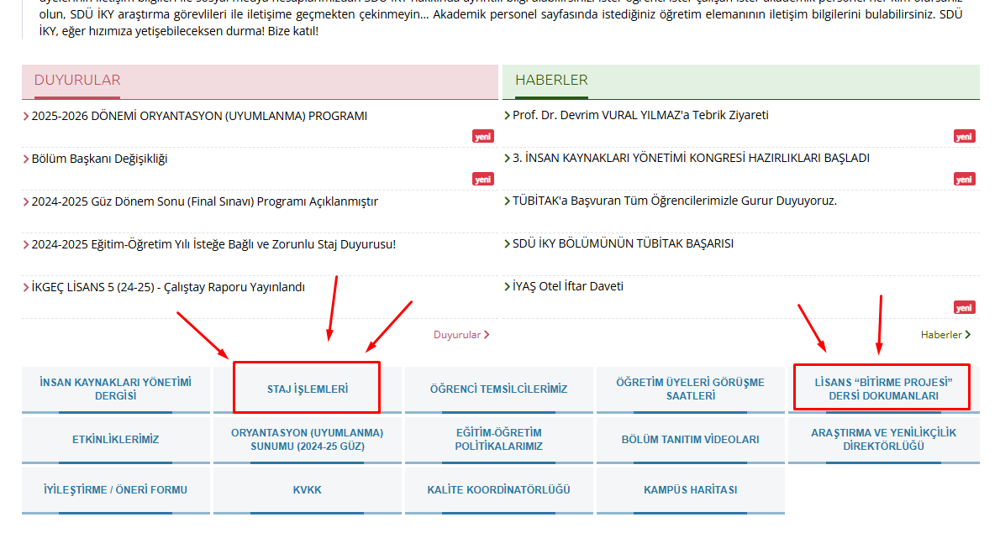 olun, SDÜ İKY araştırma görevlileri ile iletişime geçmekten çekinmeyin... Akademik personel sayfasında istediğiniz öğretim elemanının iletişim bilgilerini bulabilirsiniz. SDÜ
İKY, eğer hızımıza yetişebileceksen durma! Bize katıl!
DUYURULAR
2025-2026 DÖNEMİ ORYANTASYON (UYUMLANMA) PROGRAMI
yeni
Bölüm Başkanı Değişikliği
yeni
2024-2025 Güz Dönem Sonu (Final Sınavı) Programı Açıklanmıştır
2024-2025 Eğitim-Öğretim Yılı İsteğe Bağlı ve Zorunlu Staj Duyurusu!
İKGEÇ LİSANS 5 (24-25) - Çalıştay Raporu Yayınlandı
Duyurular
HABERLER
Prof. Dr. Devrim VURAL YILMAZ'a Tebrik Ziyareti
yeni
3. İNSAN KAYNAKLARI YÖNETİMİ KONGRESİ HAZIRLIKLARI BAŞLADI
yeni
TÜBİTAK'a Başvuran Tüm Öğrencilerimizle Gurur Duyuyoruz.
SDÜ İKY BÖLÜMÜNÜN TÜBİTAK BAŞARISI
İYAŞ Otel İftar Daveti
yeni
Haberler
İNSAN KAYNAKLARI YÖNETİMİ
DERGİSİ
STAJ İŞLEMLERİ
ÖĞRENCİ TEMSİLCİLERİMİZ
ÖĞRETİM ÜYELERİ GÖRÜŞME
SAATLERİ
LİSANS “BİTİRME PROJESİ”
DERSİ DOKUMANLARI
ETKİNLİKLERİMİZ
ORYANTASYON (UYUMLANMA)
SUNUMU (2024-25 GÜZ)
EĞİTİM-ÖĞRETİM
POLİTİKALARIMIZ
BÖLÜM TANITIM VİDEOLARI
ARAŞTIRMA VE YENİLİKÇİLİK
DİREKTÖRLÜĞÜ
İYİLEŞTİRME / ÖNERİ FORMU
KVKK
KALİTE KOORDİNATÖRLÜĞÜ
KAMPÜS HARİTASI